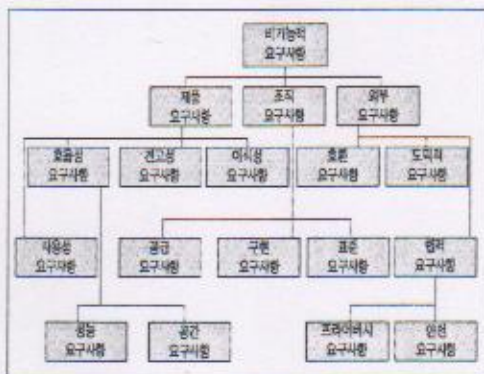 비기능적
요구사항
제품
요구사항
조직
요구사항
외부
요구사항
효율성
요구사항
견고성
요구사항
이식성
요구사항
호환
요구사항
도덕적
요구사항
사용성
요구사항
공급
요구사항
구현
요구사항
표준
요구사항
법적
요구사항
성능
요구사항
공간
요구사항
프라이버시
요구사항
안전
요구사항